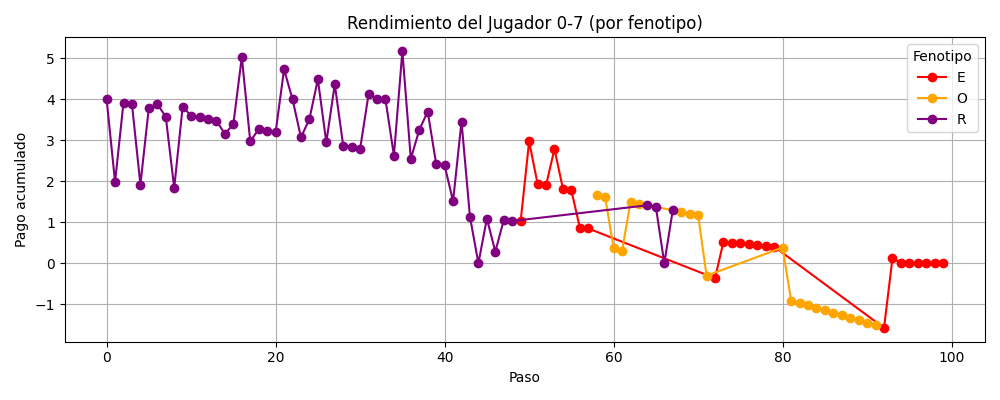 Rendimiento del Jugador 0-7 (por fenotipo)
Pago acumulado
5
4
3
2
1
0
−1
Fenotipo
E
O
R
0
20
40
60
80
100
Paso